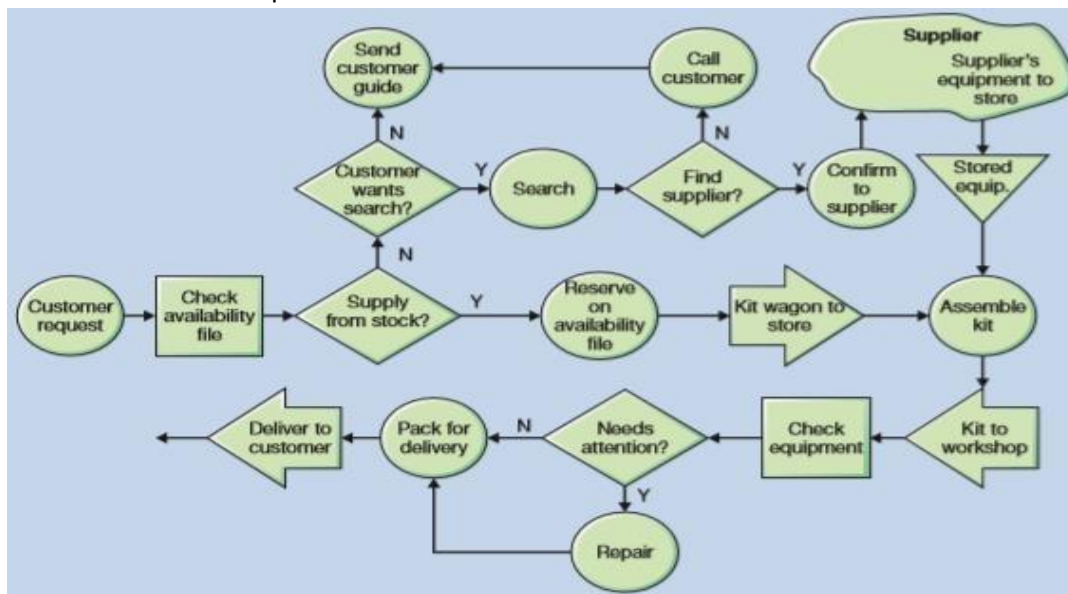 Send
customer
guide
Call
customer
Supplier
Supplier's
equipment to
store
N
N
Customer
wants
search?
Y
Search
Find
supplier?
Y
Confirm
to
supplier
Stored
equip.
N
Customer
request
Check
availability
file
Supply
from stock?
Y
Reserve
on
availability
file
Kit wagon to
store
Assemble
kit
Deliver to
customer
Pack for
delivery
N
Needs
attention?
Check
equipment
Kit to
workshop
Y
Repair